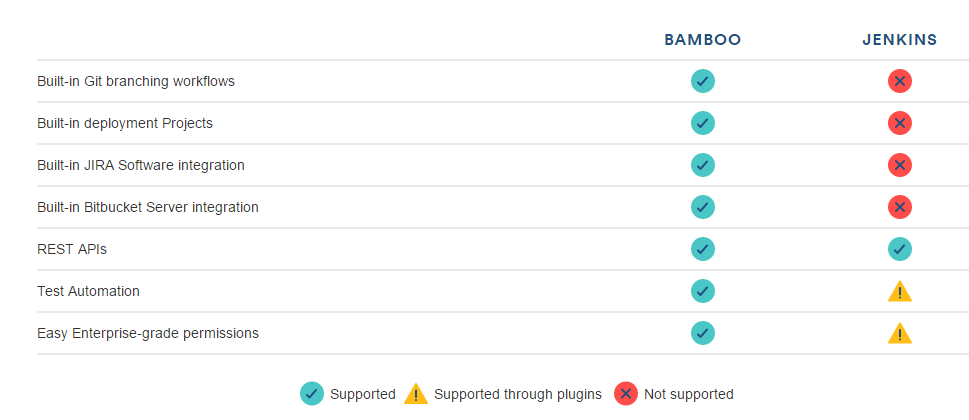 BAMBOO JENKINS
Built-in Git branching workflows
Built-in deployment Projects
Built-in JIRA Software integration
Built-in Bitbucket Server integration
REST APIs
Test Automation
Easy Enterprise-grade permissions
Supported Supported through plugins Not supported